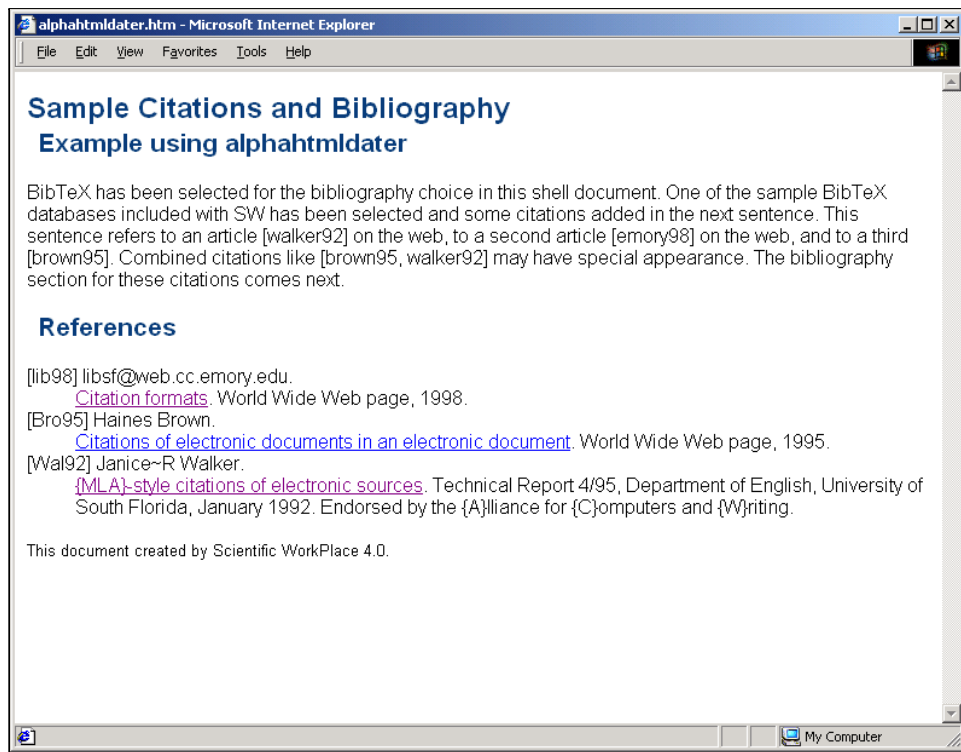 alphahtmldater.htm - Microsoft Internet Explorer
File Edit View Favorites Tools Help
Sample Citations and Bibliography
Example using alphahtmldater
BibTeX has been selected for the bibliography choice in this shell document. One of the sample BibTeX
databases included with SW has been selected and some citations added in the next sentence. This
sentence refers to an article [walker92] on the web, to a second article [emory98] on the web, and to a third
[brown95]. Combined citations like [brown95, walker92] may have special appearance. The bibliography
section for these citations comes next.
References
[lib98] libsf@web.cc.emory.edu.
Citation formats. World Wide Web page, 1998.
[Bro95] Haines Brown.
Citations of electronic documents in an electronic document. World Wide Web page, 1995.
[Wal92] Janice~R Walker.
{MLA}-style citations of electronic sources. Technical Report 4/95, Department of English, University of
South Florida, January 1992. Endorsed by the {A}lliance for {C}omputers and {W}riting.
This document created by Scientific WorkPlace 4.0.
My Computer